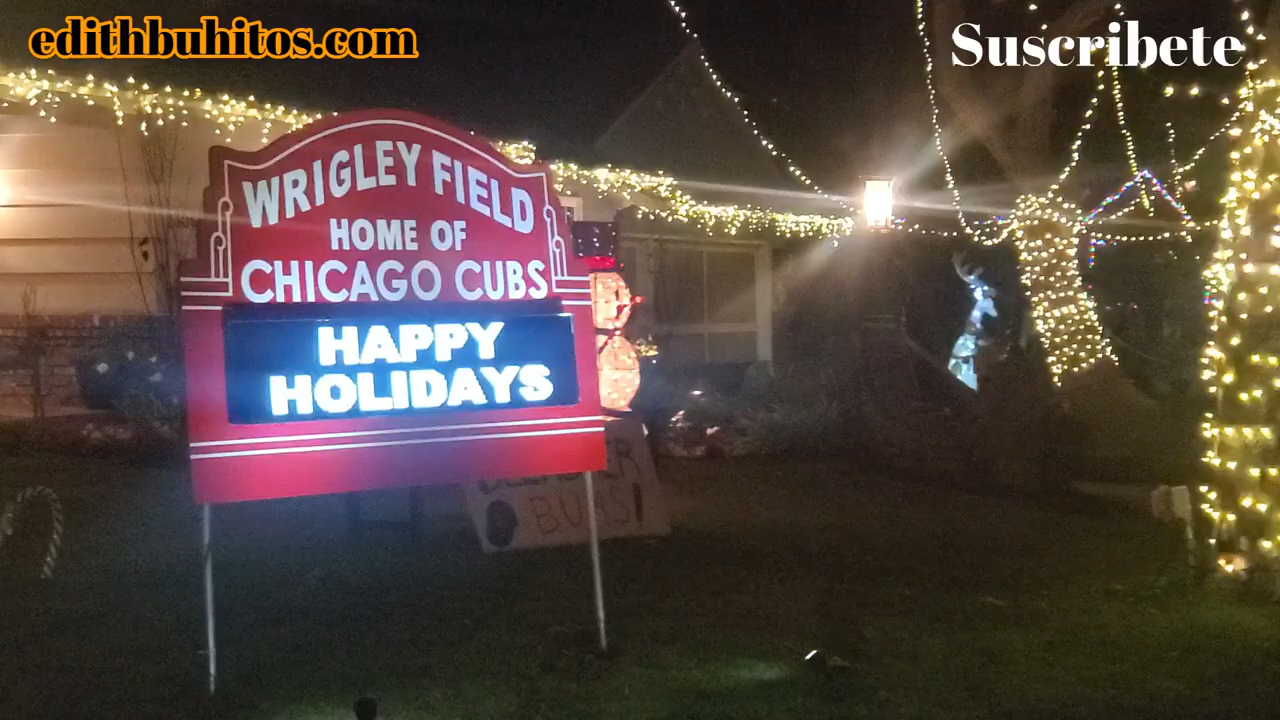 edithbuhitos.com
Suscribete
WRIGLEY FIELD
HOME OF
CHICAGO CUBS
HAPPY
HOLIDAYS